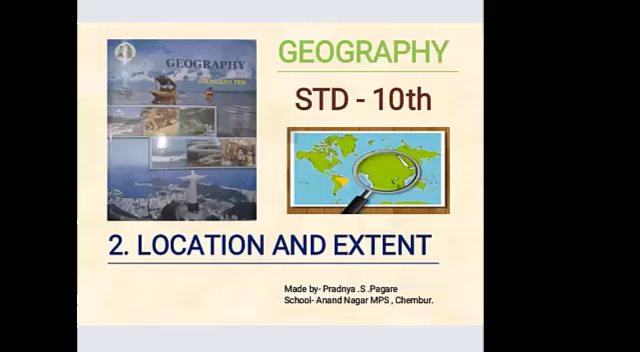 GEOGRAPHY
STANDARD TEN
GEOGRAPHY
STD - 10th
2. LOCATION AND EXTENT
Made by- Pradnya .S .Pagare
School- Anand Nagar MPS , Chembur.